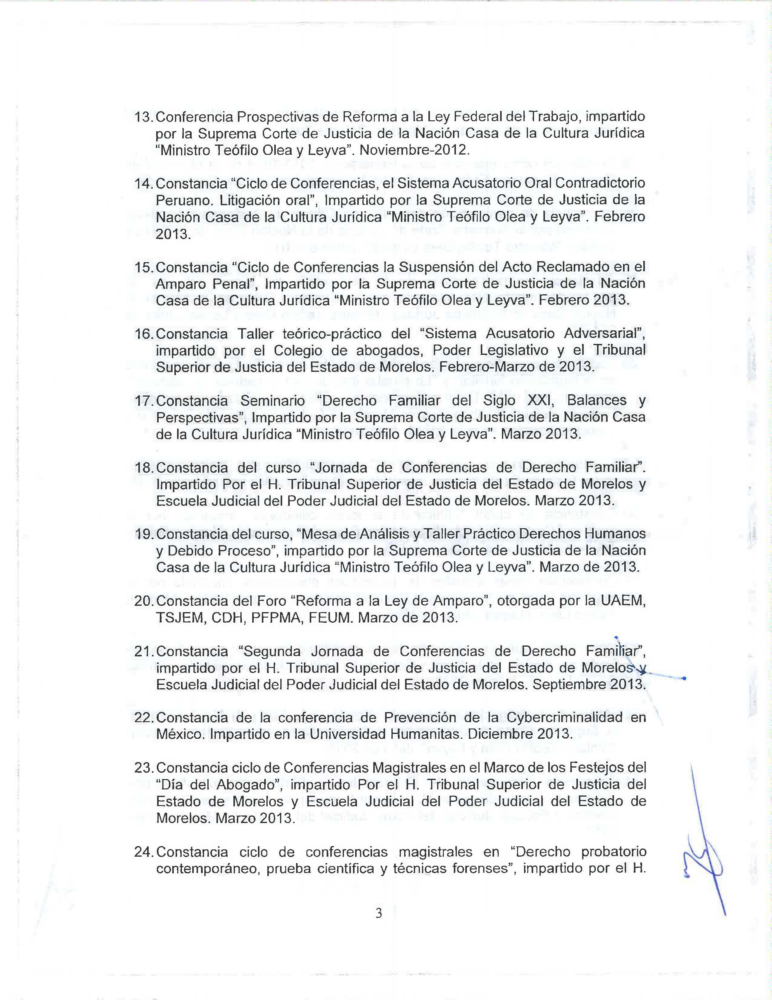 13. Conferencia Prospectivas de Reforma a la Ley Federal del Trabajo, impartido
por la Suprema Corte de Justicia de la Nación Casa de la Cultura Jurídica
“Ministro Teófilo Olea y Leyva”. Noviembre-2012.
14. Constancia “Ciclo de Conferencias, el Sistema Acusatorio Oral Contradictorio
Peruano. Litigación oral”, Impartido por la Suprema Corte de Justicia de la
Nación Casa de la Cultura Jurídica “Ministro Teófilo Olea y Leyva”. Febrero
2013.
15. Constancia “Ciclo de Conferencias la Suspensión del Acto Reclamado en el
Amparo Penal”, Impartido por la Suprema Corte de Justicia de la Nación
Casa de la Cultura Jurídica “Ministro Teófilo Olea y Leyva”. Febrero 2013.
16. Constancia Taller teórico-práctico del “Sistema Acusatorio Adversarial”,
impartido por el Colegio de abogados, Poder Legislativo y el Tribunal
Superior de Justicia del Estado de Morelos. Febrero-Marzo de 2013.
17. Constancia Seminario “Derecho Familiar del Siglo XXI, Balances y
Perspectivas”, Impartido por la Suprema Corte de Justicia de la Nación Casa
de la Cultura Jurídica “Ministro Teófilo Olea y Leyva”. Marzo 2013.
18. Constancia del curso “Jornada de Conferencias de Derecho Familiar”.
Impartido Por el H. Tribunal Superior de Justicia del Estado de Morelos y
Escuela Judicial del Poder Judicial del Estado de Morelos. Marzo 2013.
19. Constancia del curso, “Mesa de Análisis y Taller Práctico Derechos Humanos
y Debido Proceso”, impartido por la Suprema Corte de Justicia de la Nación
Casa de la Cultura Jurídica “Ministro Teófilo Olea y Leyva”. Marzo de 2013.
20. Constancia del Foro “Reforma a la Ley de Amparo”, otorgada por la UAEM,
TSJEM, CDH, PFPMA, FEUM. Marzo de 2013.
21. Constancia “Segunda Jornada de Conferencias de Derecho Familiar”,
impartido por el H. Tribunal Superior de Justicia del Estado de Morelos y
Escuela Judicial del Poder Judicial del Estado de Morelos. Septiembre 2013.
22. Constancia de la conferencia de Prevención de la Cybercriminalidad en
México. Impartido en la Universidad Humanitas. Diciembre 2013.
23. Constancia ciclo de Conferencias Magistrales en el Marco de los Festejos del
“Día del Abogado”, impartido Por el H. Tribunal Superior de Justicia del
Estado de Morelos y Escuela Judicial del Poder Judicial del Estado de
Morelos. Marzo 2013.
24. Constancia ciclo de conferencias magistrales en “Derecho probatorio
contemporáneo, prueba científica y técnicas forenses”, impartido por el H.
3